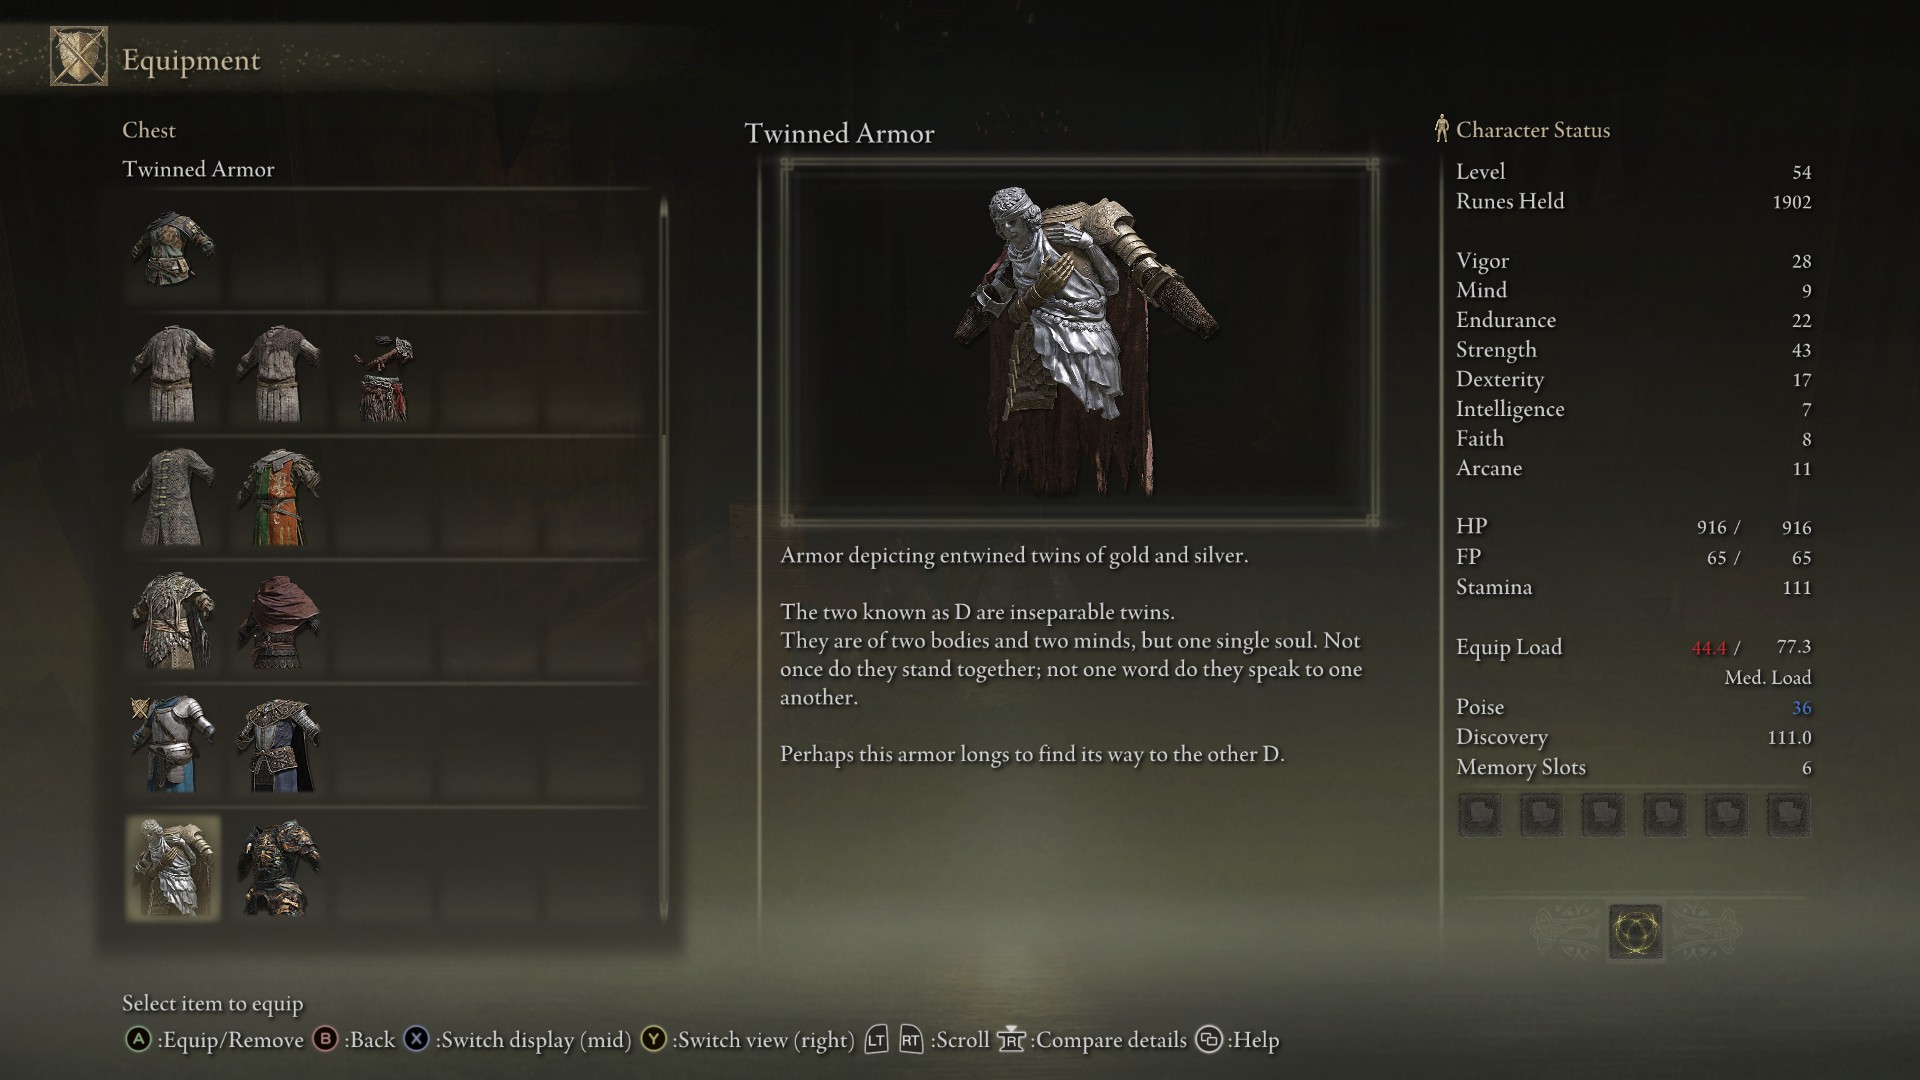 Equipment
Chest
Twinned Armor
Twinned Armor
Armor depicting entwined twins of gold and silver.
The two known as D are inseparable twins.
They are of two bodies and two minds, but one single soul. Not
once do they stand together; not one word do they speak to one
another.
Perhaps this armor longs to find its way to the other D.
Character Status
Level 54
Runes Held 1902
Vigor 28
Mind 9
Endurance 22
Strength 43
Dexterity 17
Intelligence 7
Faith 8
Arcane 11
HP 916 / 916
FP 65 / 65
Stamina 111
Equip Load 44.4 / 77.3
Med. Load
Poise 36
Discovery 111.0
Memory Slots 6
Select item to equip
A :Equip/Remove B :Back X :Switch display (mid) Y :Switch view (right) LT RT :Scroll R :Compare details :Help